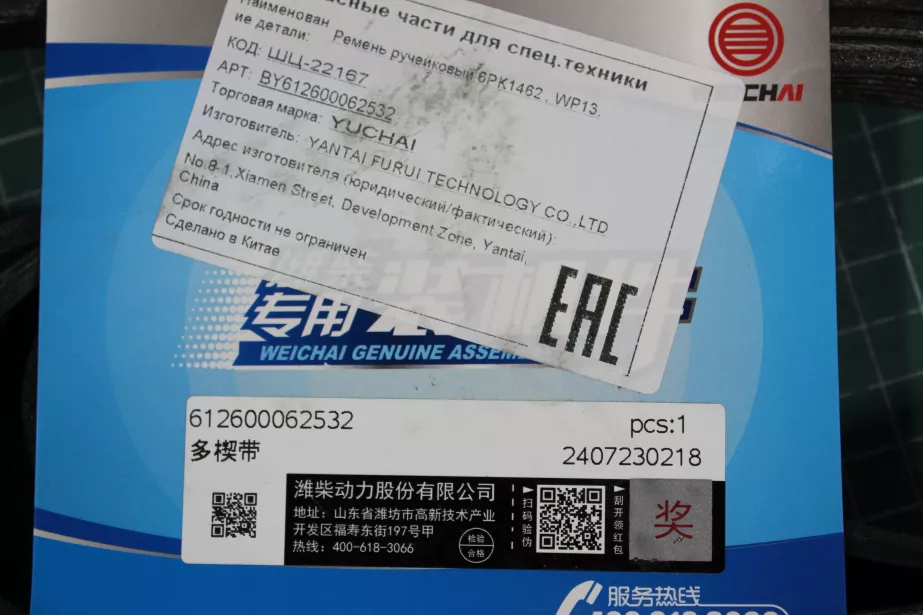 асные части для спец.техники
Наименован
ие детали: Ремень ручейковый 6PK1462, WP13.
КОД: ШЦ-22167
АРТ: BY612600062532
Торговая марка: YUCHAI
Изготовитель: YANTAI FURUI TECHNOLOGY CO.,LTD
Адрес изготовителя (юридический/фактический):
No.8-1,Xiamen Street, Development Zone, Yantai,
China
Срок годности не ограничен
Сделано в Китае
EAC
WEICHAI
专用
WEICHAI GENUINE ASSEM
612600062532
pcs:1
多楔带
2407230218
潍柴动力股份有限公司
地址：山东省潍坊市高新技术产业
开发区福寿东街197号甲
热线：400-618-3066
检验
合格
扫码验伪
刮开领红包
奖
服务热线